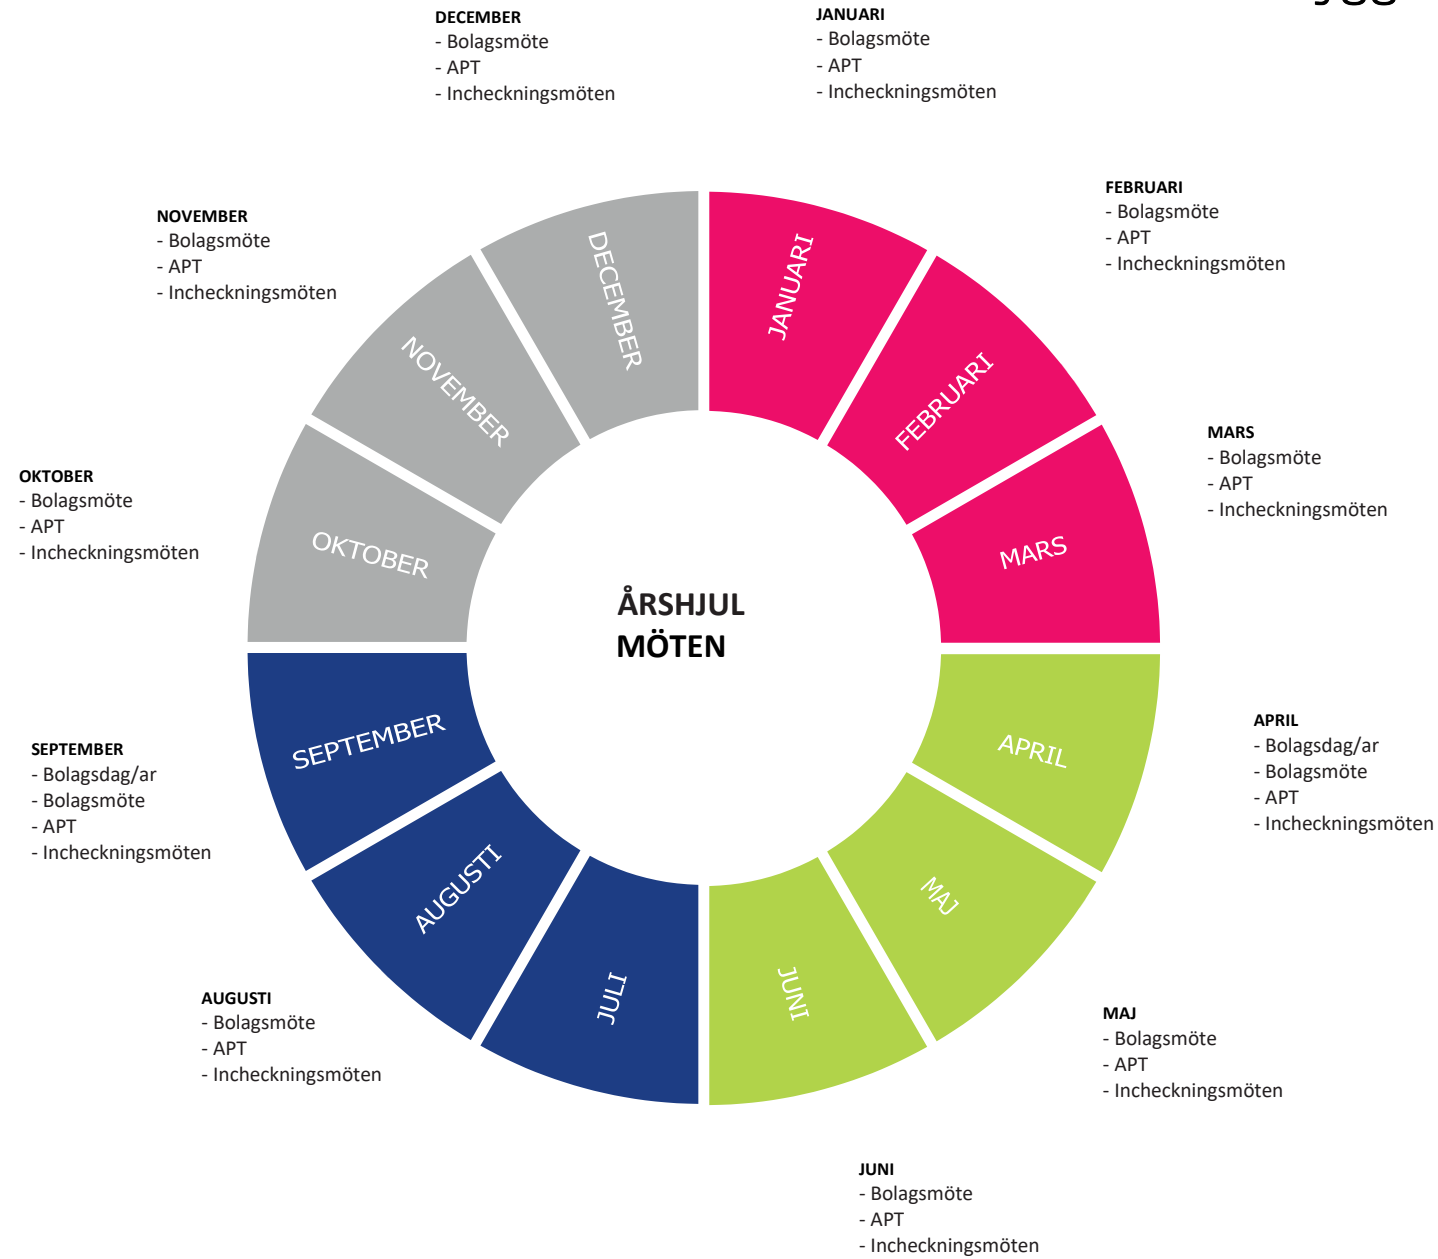 DECEMBER
- Bolagsmöte
- APT
- Incheckningsmöten
JANUARI
- Bolagsmöte
- APT
- Incheckningsmöten
FEBRUARI
- Bolagsmöte
- APT
- Incheckningsmöten
NOVEMBER
- Bolagsmöte
- APT
- Incheckningsmöten
MARS
- Bolagsmöte
- APT
- Incheckningsmöten
OKTOBER
- Bolagsmöte
- APT
- Incheckningsmöten
ÅRSHJUL
MÖTEN
JANUARI
FEBRUARI
MARS
APRIL
MAJ
JUNI
JULI
AUGUSTI
SEPTEMBER
OKTOBER
NOVEMBER
DECEMBER
APRIL
- Bolagsdag/ar
- Bolagsmöte
- APT
- Incheckningsmöten
SEPTEMBER
- Bolagsdag/ar
- Bolagsmöte
- APT
- Incheckningsmöten
AUGUSTI
- Bolagsmöte
- APT
- Incheckningsmöten
MAJ
- Bolagsmöte
- APT
- Incheckningsmöten
JUNI
- Bolagsmöte
- APT
- Incheckningsmöten